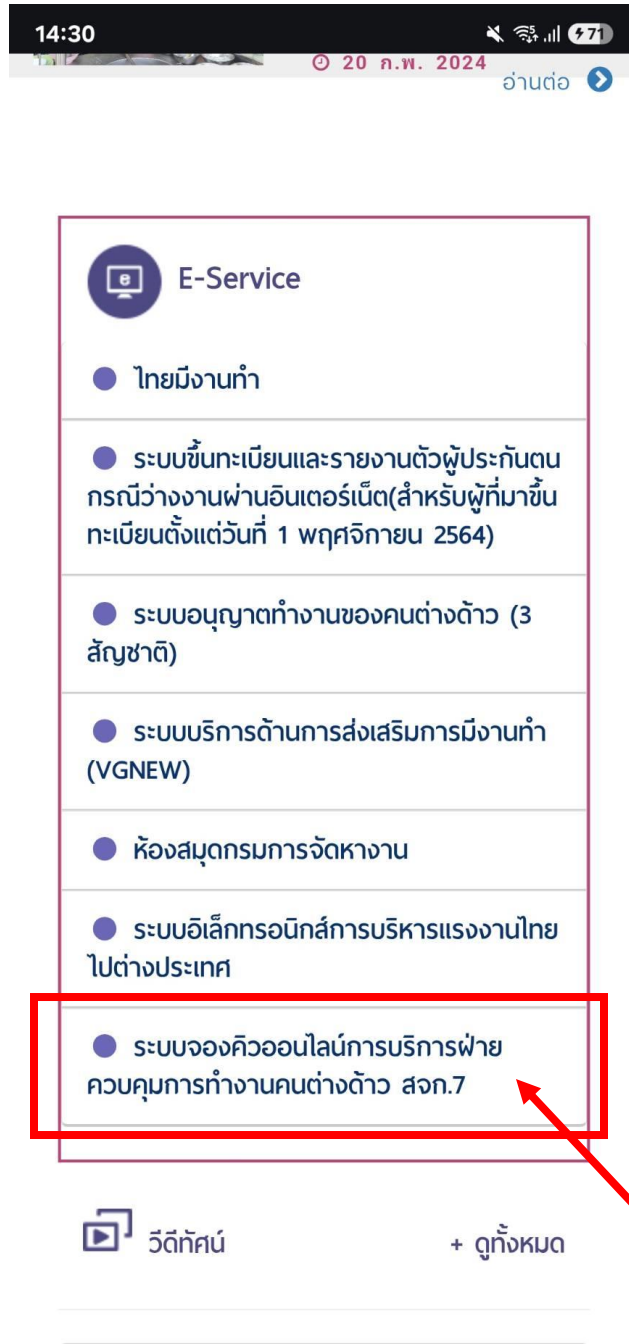 14:30
71
20 ก.พ. 2024
อ่านต่อ
E-Service
ไทยมีงานทำ
ระบบขึ้นทะเบียนและรายงานตัวผู้ประกันตน
กรณีว่างงานผ่านอินเตอร์เน็ต(สำหรับผู้ที่มาขึ้น
ทะเบียนตั้งแต่วันที่ 1 พฤศจิกายน 2564)
ระบบอนุญาตทำงานของคนต่างด้าว (3
สัญชาติ)
ระบบบริการด้านการส่งเสริมการมีงานทำ
(VGNEW)
ห้องสมุดกรมการจัดหางาน
ระบบอิเล็กทรอนิกส์การบริหารแรงงานไทย
ไปต่างประเทศ
ระบบจองคิวออนไลน์การบริการฝ่าย
ควบคุมการทำงานคนต่างด้าว สจก.7
วีดีทัศน์
+ ดูทั้งหมด